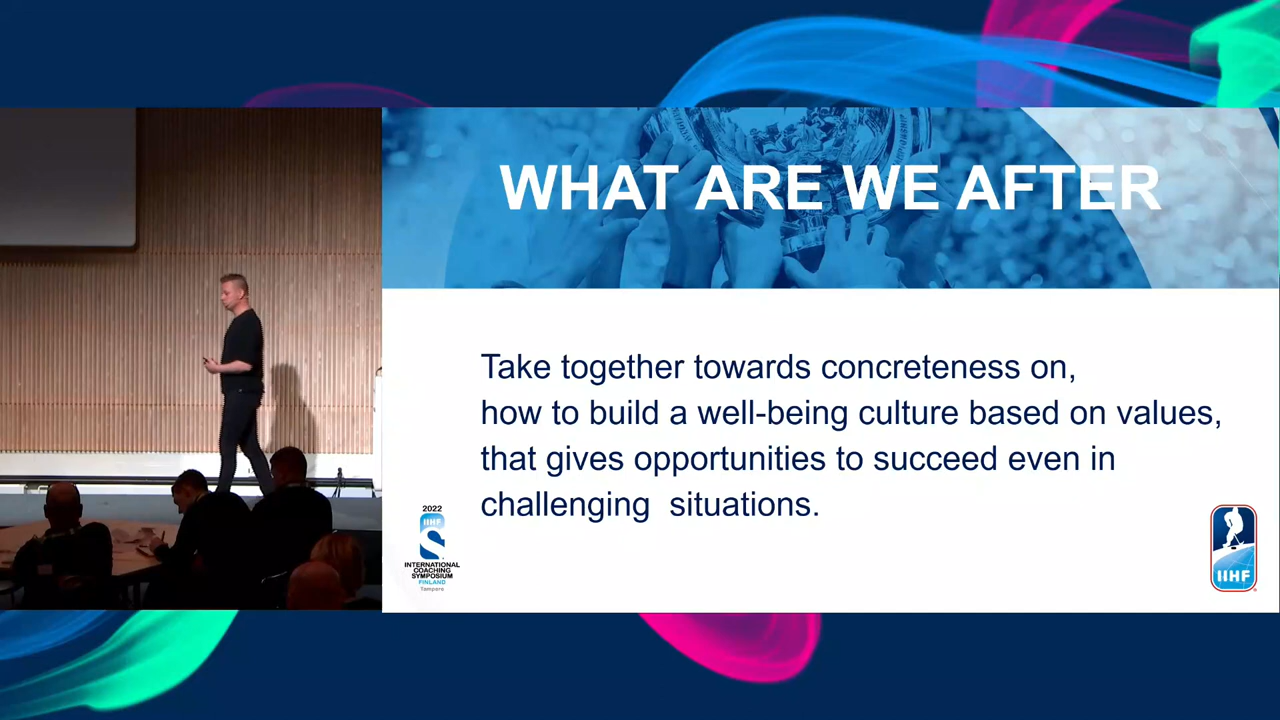 WHAT ARE WE AFTER
Take together towards concreteness on,
how to build a well-being culture based on values,
that gives opportunities to succeed even in
challenging  situations.
2022
IIHF
S
INTERNATIONAL
COACHING
SYMPOSIUM
FINLAND
Tampere
IIHF